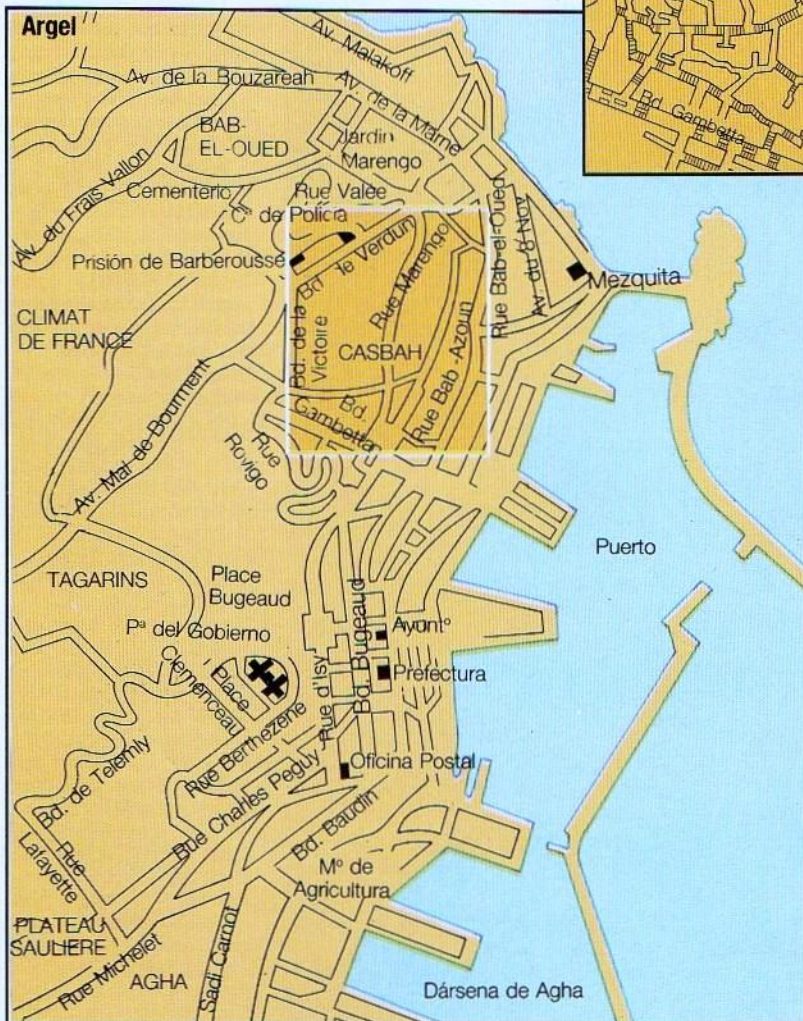 Argel
Av. Malakoff
Av. de la Bouzareah
Av. de la Marne
Bd. Gambetta
BAB-
EL-OUED
Jardin
Marengo
Av. du Frais Vallon
Cementerio
Rue Valée
Cª de Policía
Rue Bab-el-Oued
Av. du 8 Nov
Prisión de Barberousse
Bd. de Verdun
Rue Marengo
Mezquita
CLIMAT
DE FRANCE
Bd. de la
Victoire
CASBAH
Rue Bab-Azoun
Bd.
Gambetta
Rue
Rovigo
Av. Mal de Bourment
Puerto
TAGARINS
Place
Bugeaud
Pª del Gobierno
Bd. Bugeaud
Ayuntº
Place
Clemenceau
Rue d'Isy
Prefectura
Rue Berthezene
Oficina Postal
Bd. de Telemly
Rue Charles Peguy
Bd. Baudin
Rue
Lafayette
Mº de
Agricultura
PLATEAU
SAULIERE
Rue Michelet
AGHA
Sadi Carnot
Dársena de Agha